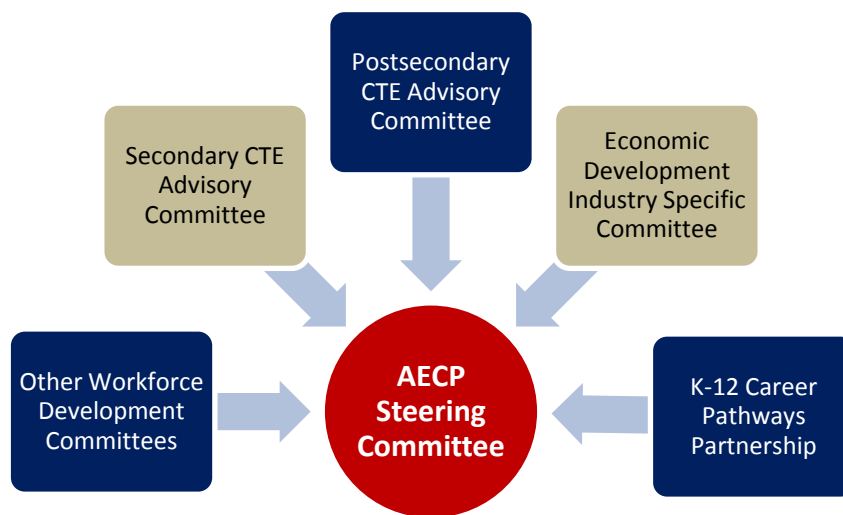 Postsecondary
CTE Advisory
Committee
Secondary CTE
Advisory
Committee
Economic
Development
Industry Specific
Committee
Other Workforce
Development
Committees
AECP
Steering
Committee
K-12 Career
Pathways
Partnership